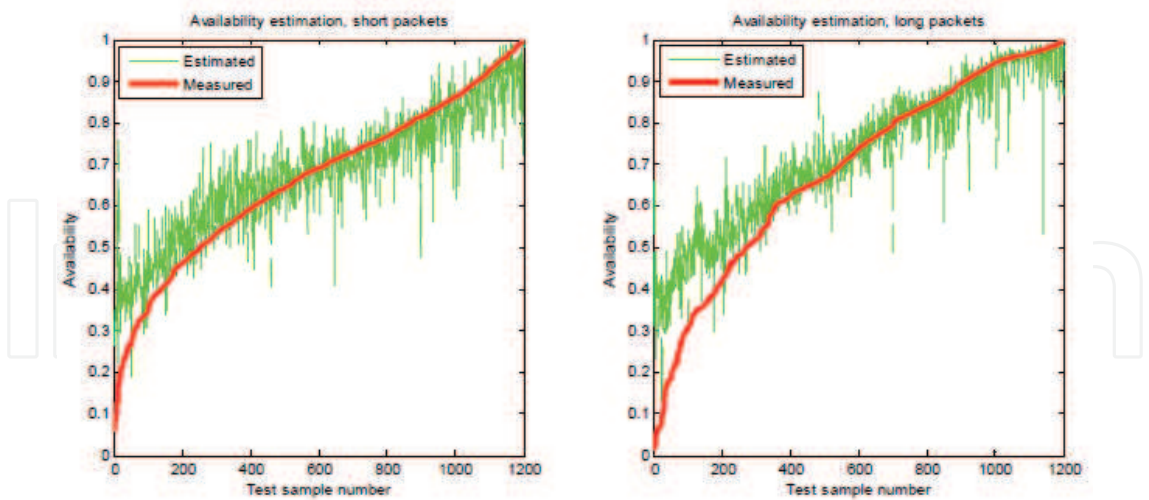 Availability estimation, short packets
1
0.9
0.8
0.7
0.6
0.5
0.4
0.3
0.2
0.1
0
Availability
Estimated
Measured
0 200 400 600 800 1000 1200
Test sample number
Availability estimation, long packets
1
0.9
0.8
0.7
0.6
0.5
0.4
0.3
0.2
0.1
0
Availability
Estimated
Measured
0 200 400 600 800 1000 1200
Test sample number